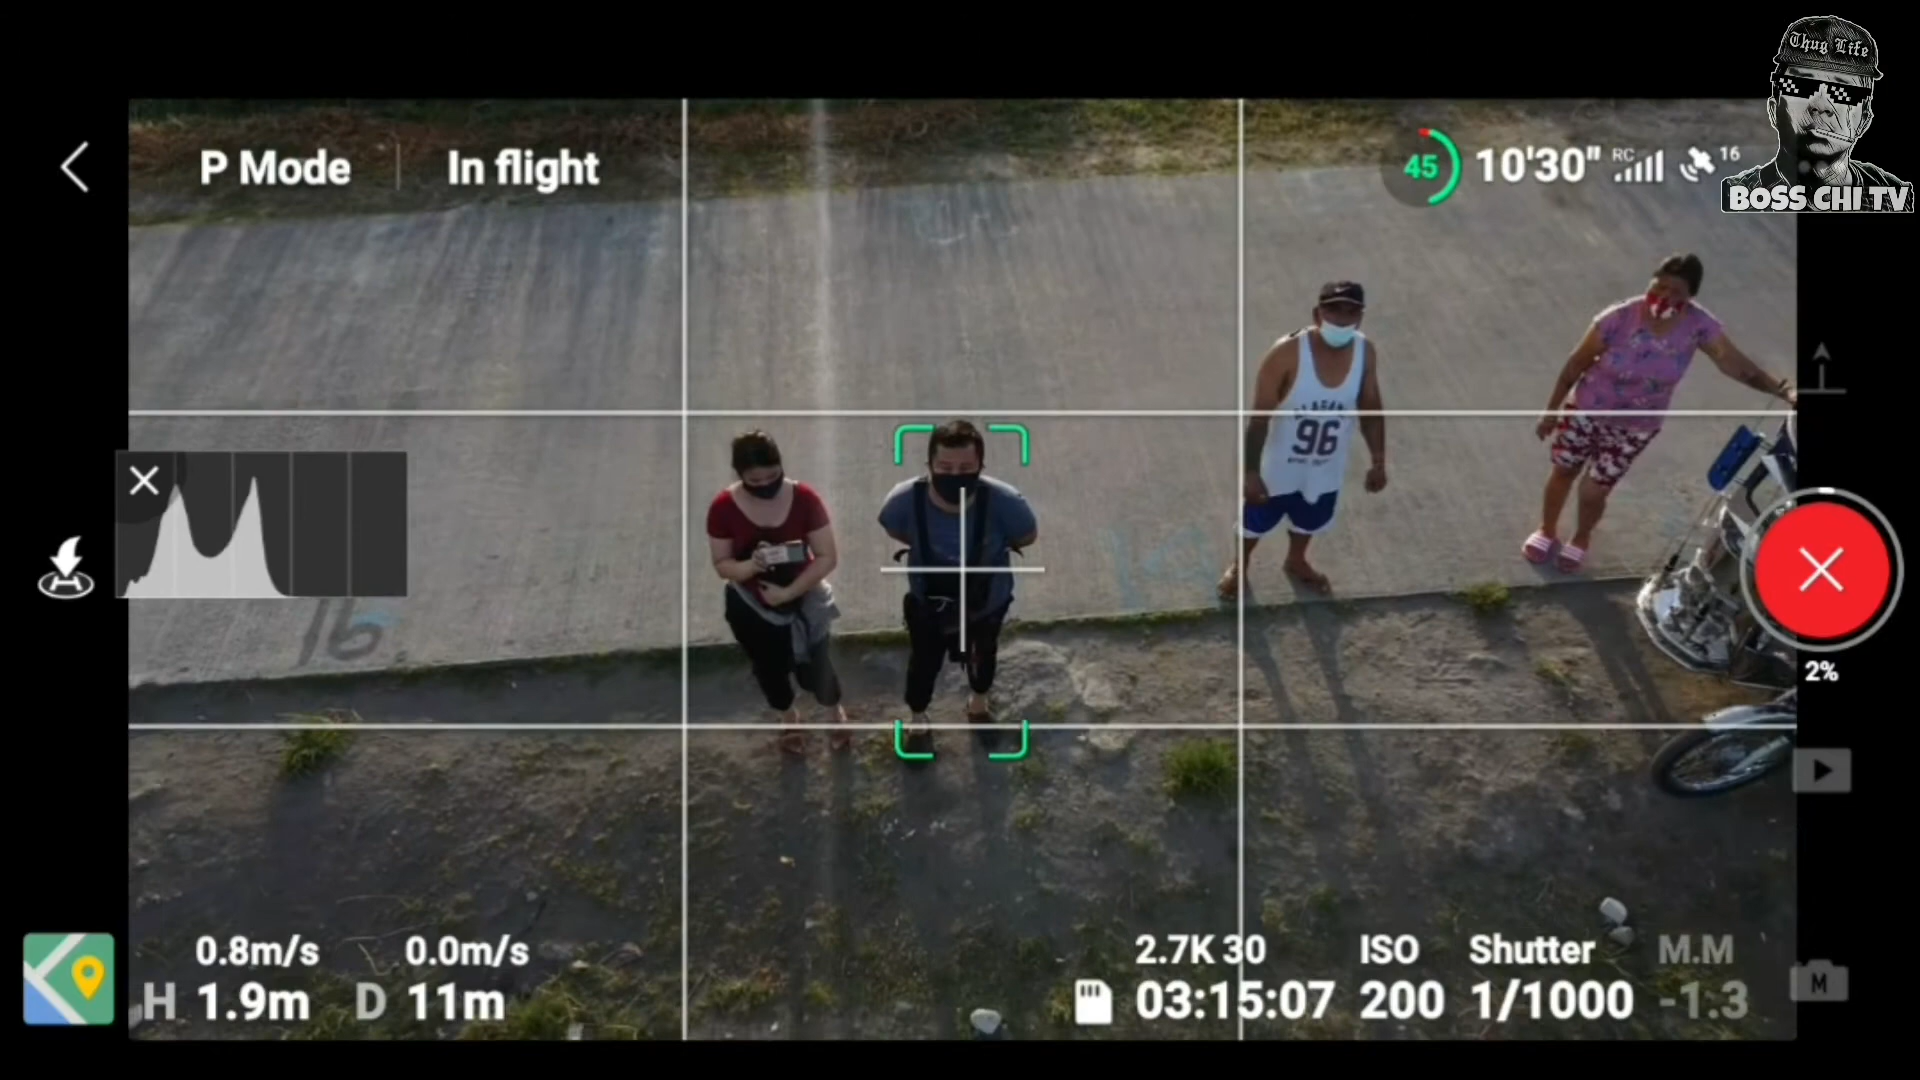 Thug Life
BOSS CHI TV
P Mode
In flight
45
10'30"
RC
16
96
16
2%
0.8m/s
0.0m/s
H 1.9m
D 11m
2.7K 30
ISO
Shutter
M.M
03:15:07
200
1/1000
-1.3
M